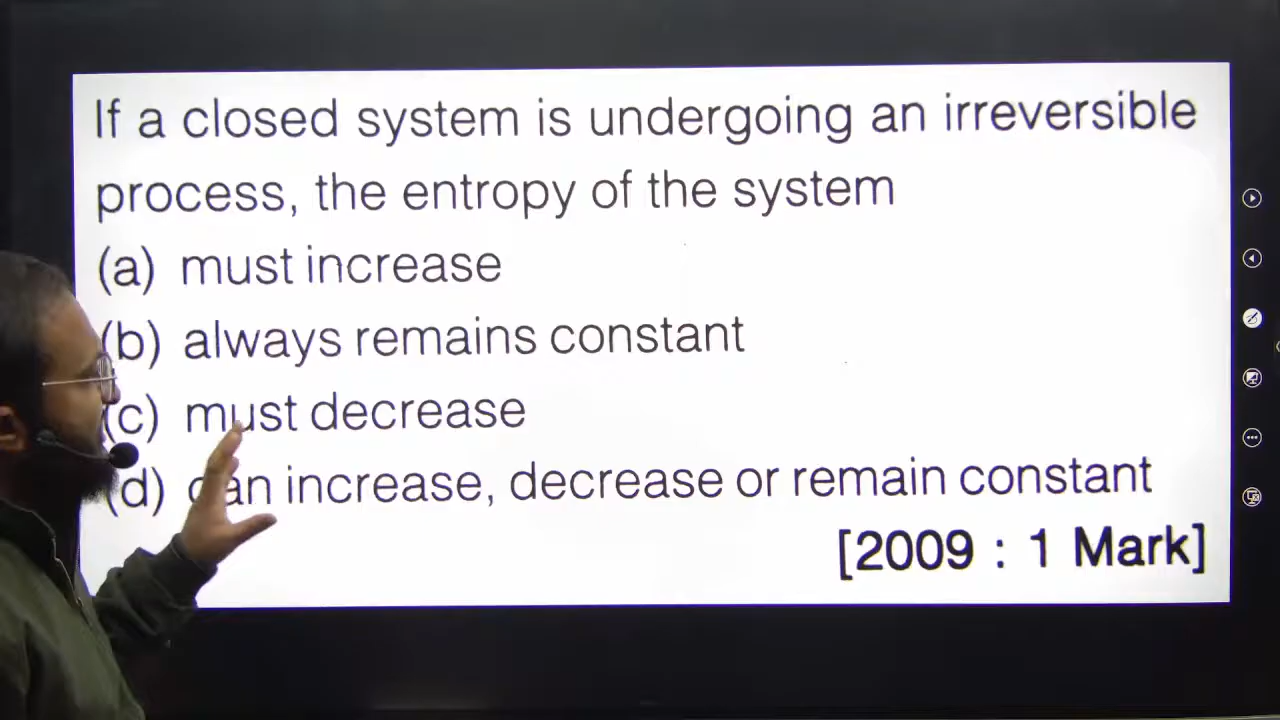 If a closed system is undergoing an irreversible
process, the entropy of the system
(a) must increase
(b) always remains constant
(c) must decrease
(d) can increase, decrease or remain constant
[2009 : 1 Mark]